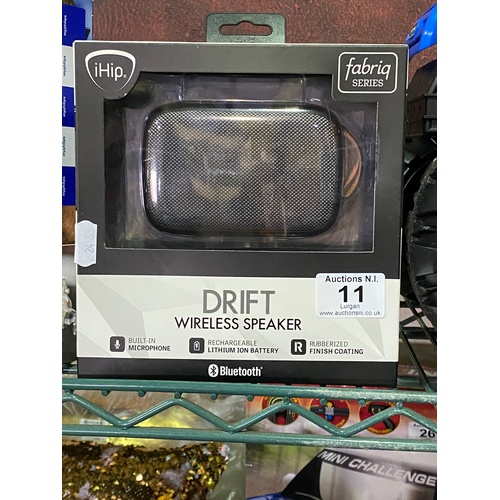 iHip®
fabriq
SERIES
DRIFT
WIRELESS SPEAKER
BUILT-IN
MICROPHONE
RECHARGEABLE
LITHIUM ION BATTERY
RUBBERIZED
FINISH COATING
Bluetooth®
Auctions N.I.
11
Lurgan
www.auctionsni.co.uk
26
MINI CHALLENGE